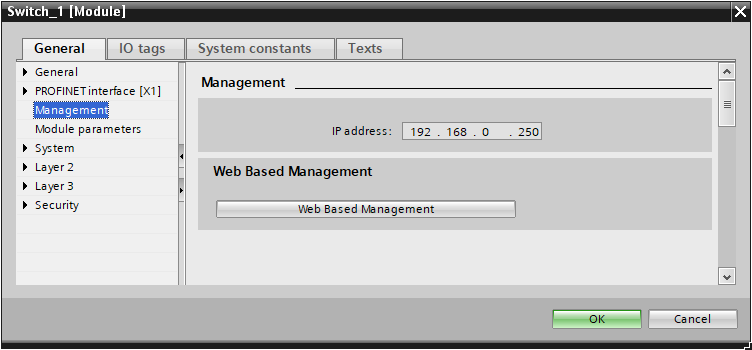 Switch_1 [Module]
General IO tags System constants Texts
General
PROFINET interface [X1]
Management
Module parameters
System
Layer 2
Layer 3
Security
Management
IP address: 192 . 168 . 0 . 250
Web Based Management
Web Based Management
OK Cancel